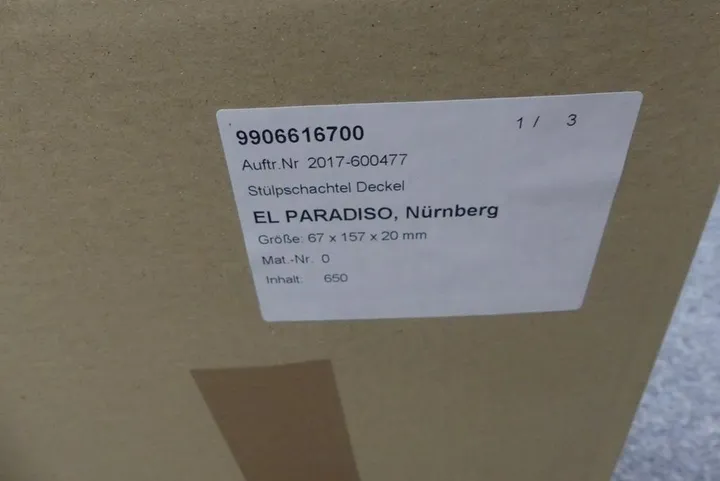 9906616700 1 / 3
Auftr.Nr 2017-600477
Stülpschachtel Deckel
EL PARADISO, Nürnberg
Größe: 67 x 157 x 20 mm
Mat.-Nr. 0
Inhalt: 650